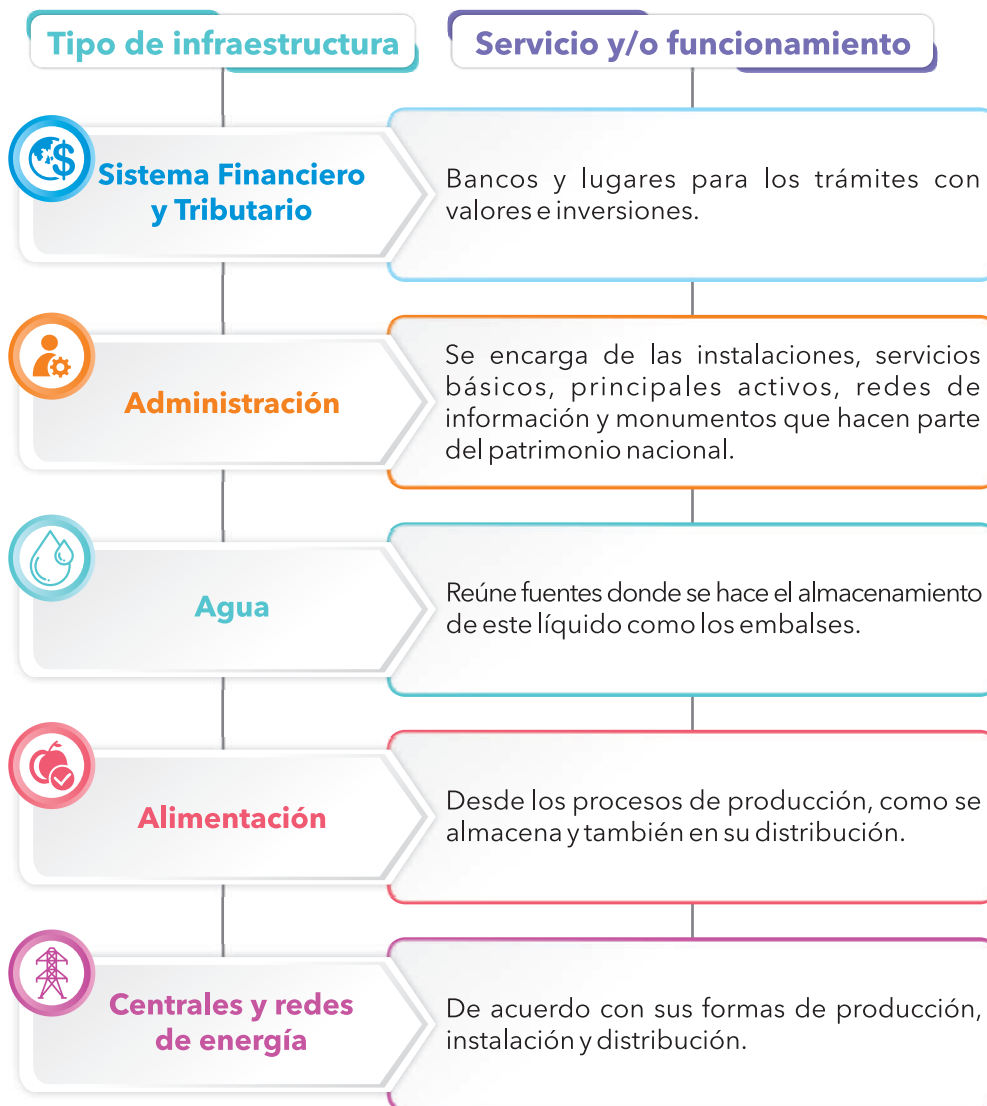 Tipo de infraestructura
Servicio y/o funcionamiento
Sistema Financiero
y Tributario
Bancos y lugares para los trámites con
valores e inversiones.
Administración
Se encarga de las instalaciones, servicios
básicos, principales activos, redes de
información y monumentos que hacen parte
del patrimonio nacional.
Agua
Reúne fuentes donde se hace el almacenamiento
de este líquido como los embalses.
Alimentación
Desde los procesos de producción, como se
almacena y también en su distribución.
Centrales y redes
de energía
De acuerdo con sus formas de producción,
instalación y distribución.